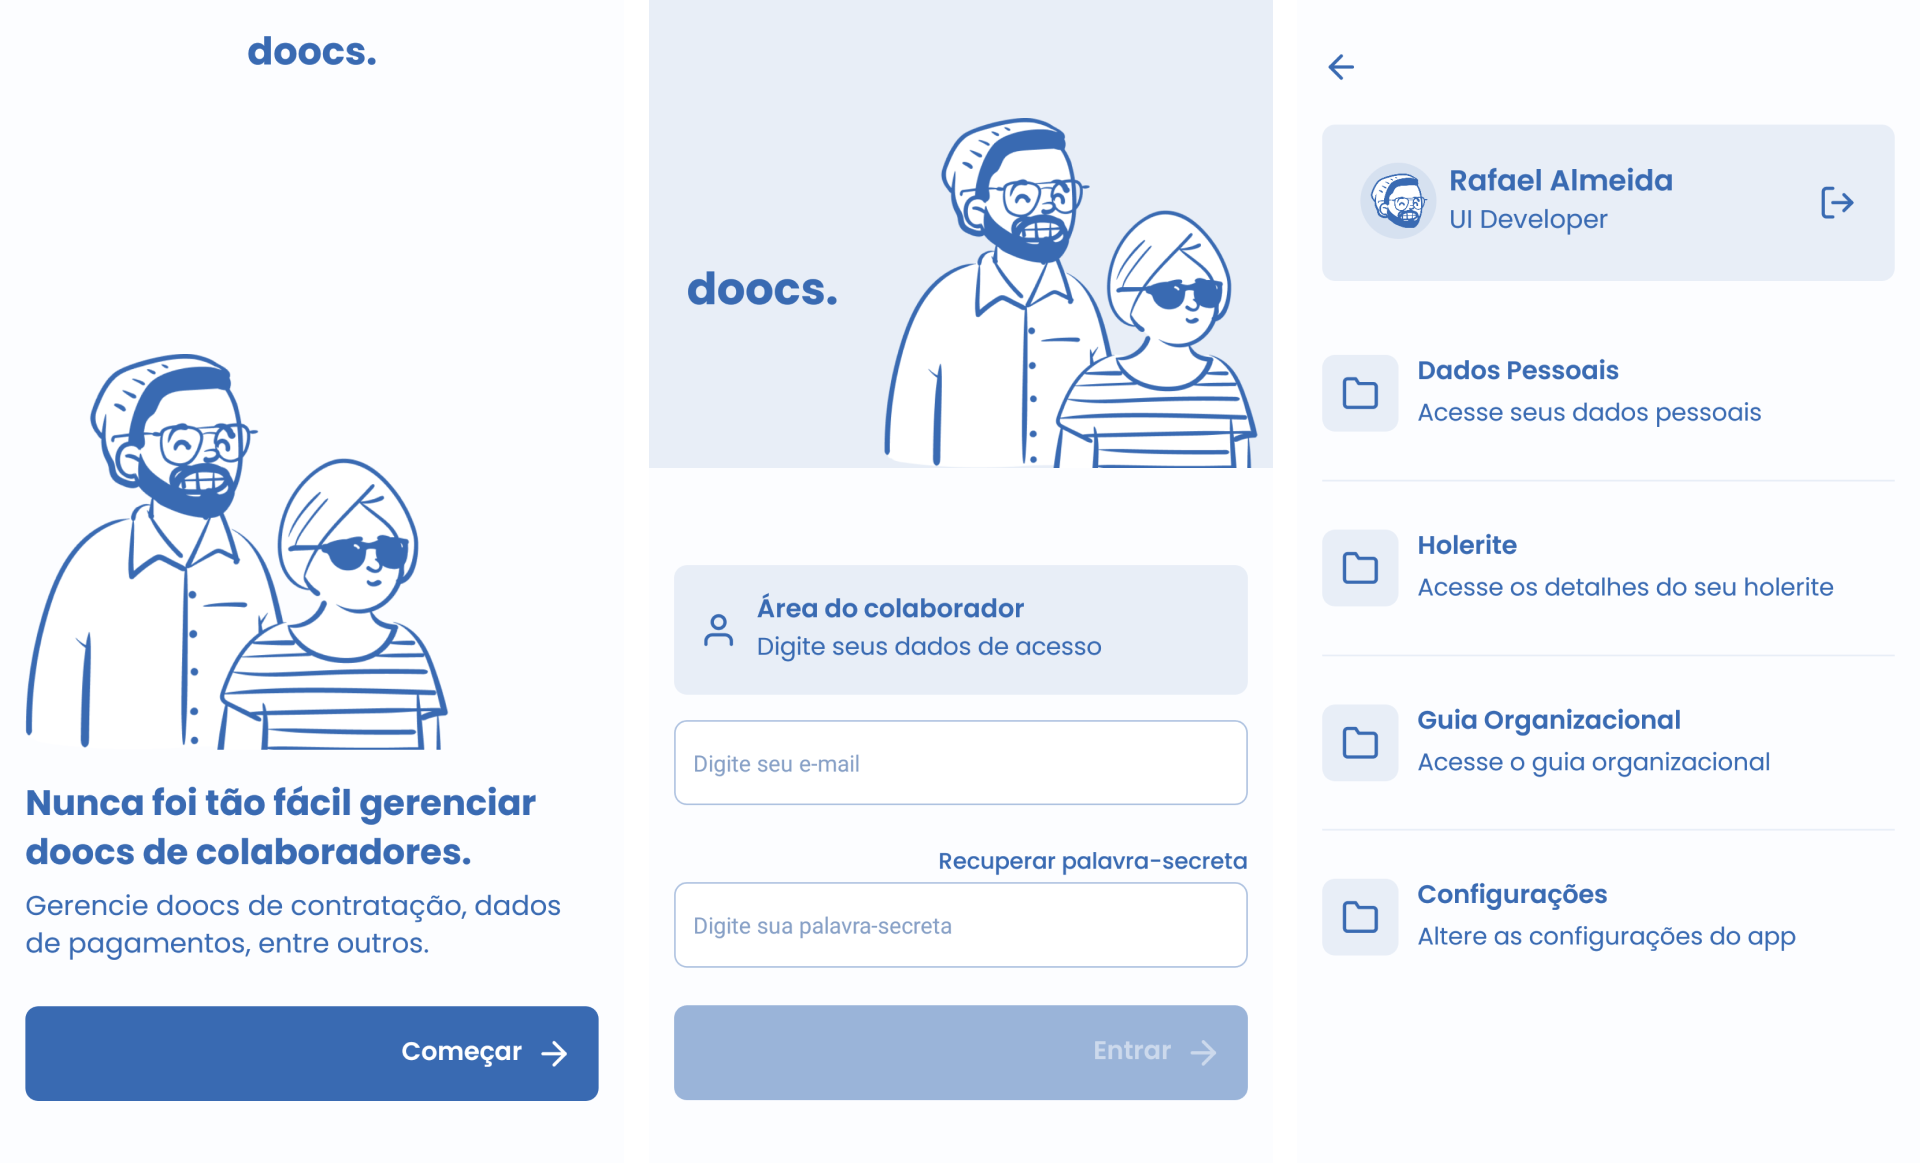 doocs.
Nunca foi tão fácil gerenciar
doocs de colaboradores.
Gerencie doocs de contratação, dados
de pagamentos, entre outros.
Começar
doocs.
Área do colaborador
Digite seus dados de acesso
Digite seu e-mail
Recuperar palavra-secreta
Digite sua palavra-secreta
Entrar
Rafael Almeida
UI Developer
Dados Pessoais
Acesse seus dados pessoais
Holerite
Acesse os detalhes do seu holerite
Guia Organizacional
Acesse o guia organizacional
Configurações
Altere as configurações do app